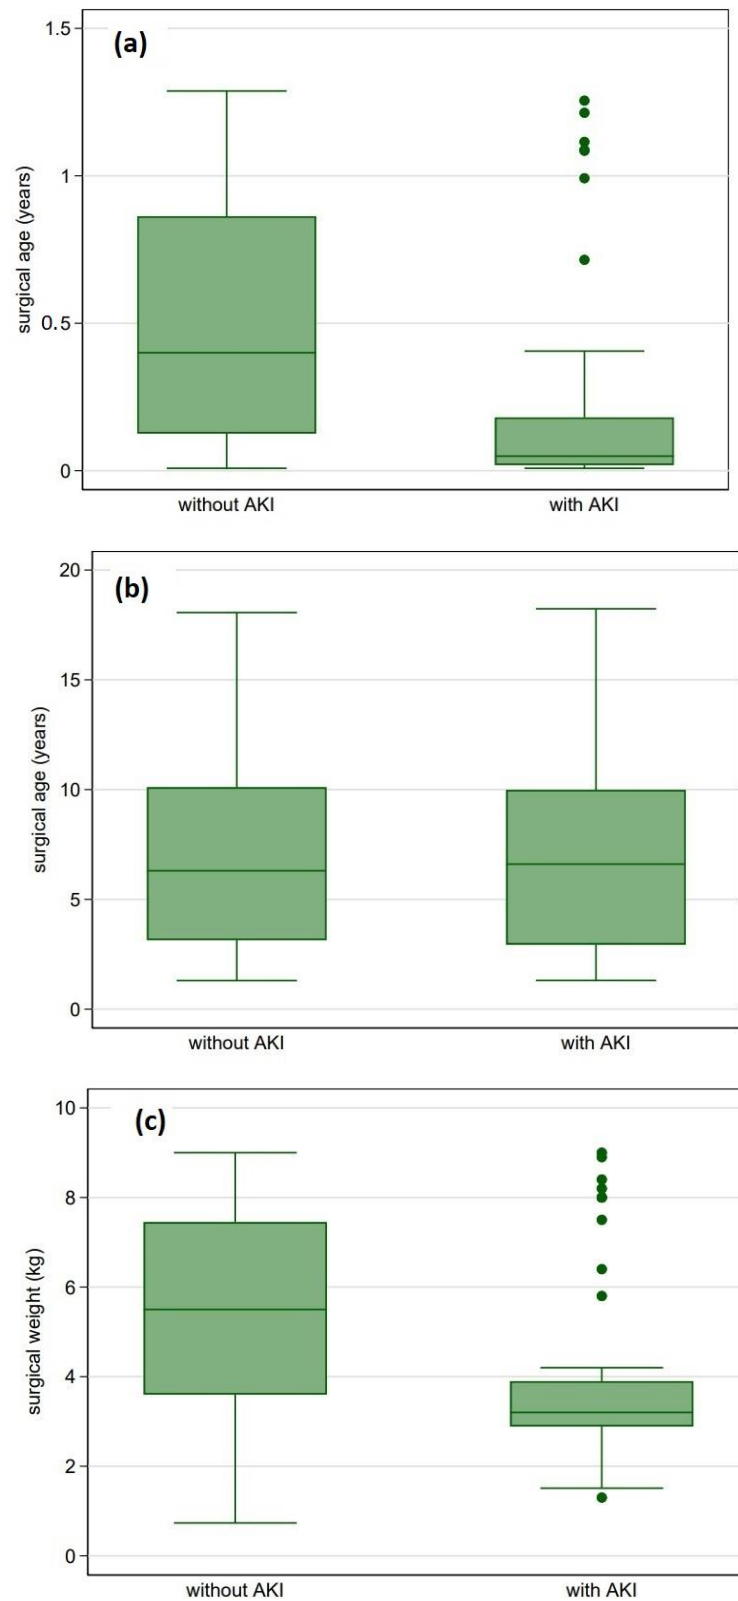 (a)
1.5
1
0.5
0
surgical age (years)
without AKI with AKI
(b)
20
15
10
5
0
surgical age (years)
without AKI with AKI
(c)
10
8
6
4
2
0
surgical weight (kg)
without AKI with AKI